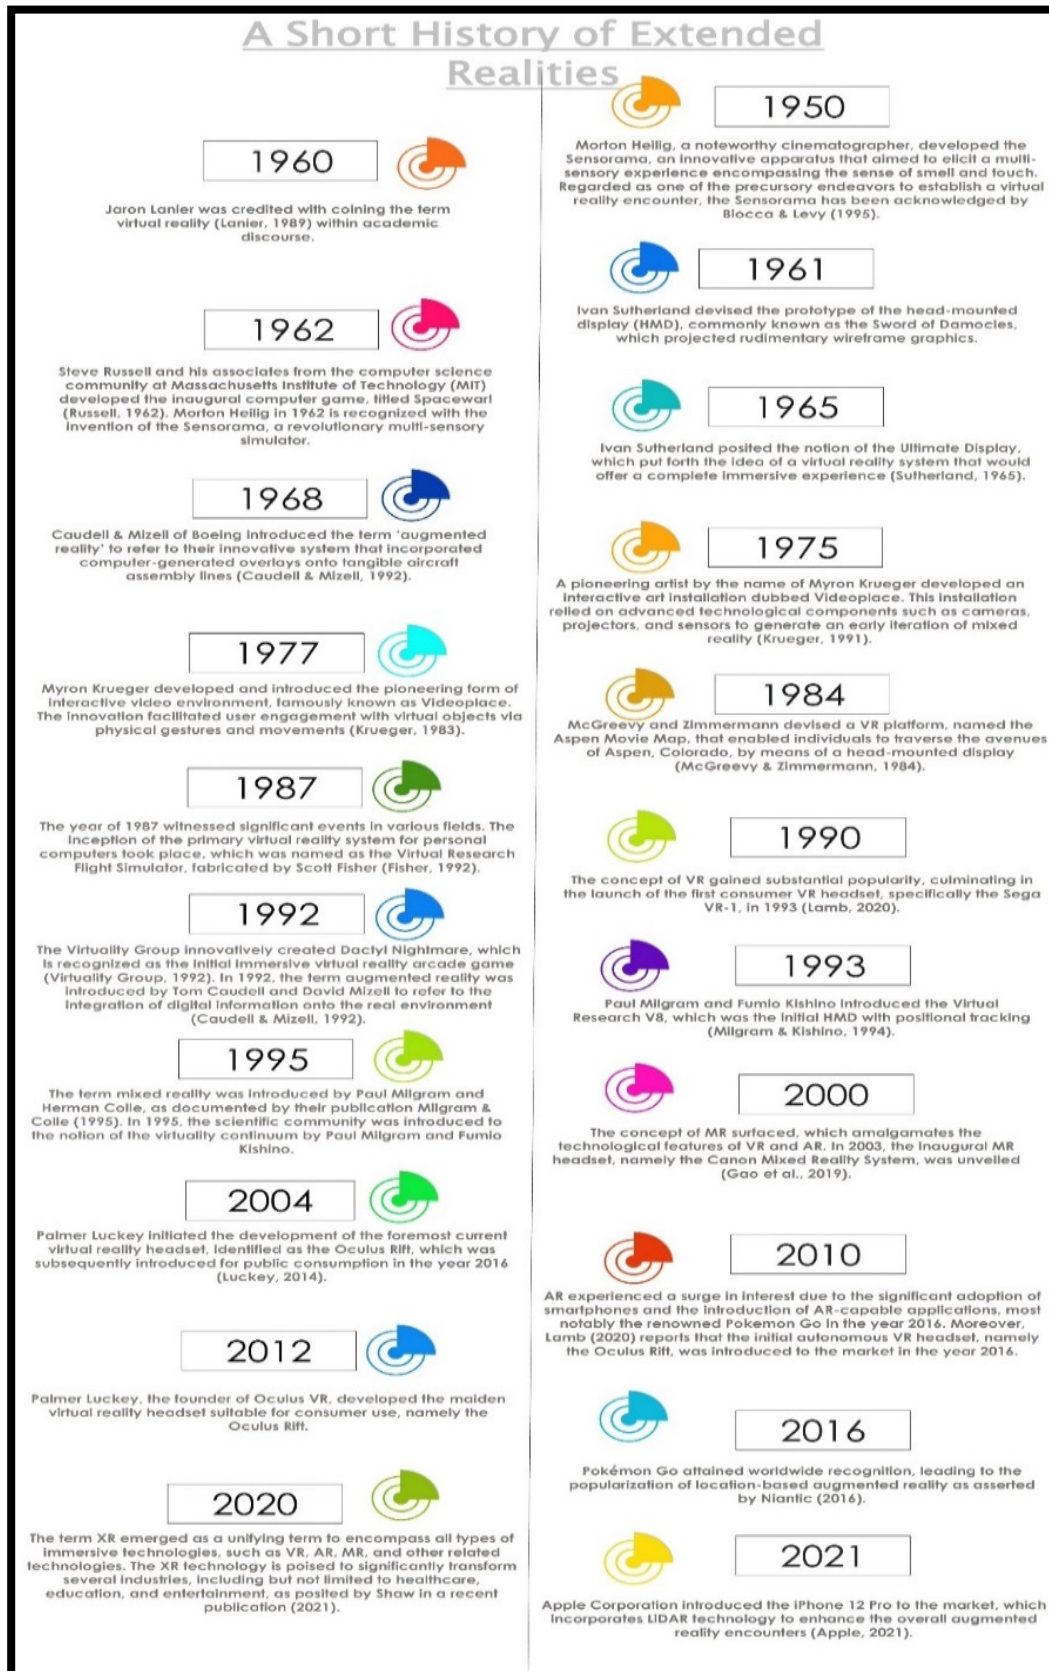 A Short History of Extended
Realities
1950
Morton Heilig, a noteworthy cinematographer, developed the
Sensorama, an innovative apparatus that aimed to elicit a multi-
sensory experience encompassing the sense of smell and touch.
Regarded as one of the precursory endeavors to establish a virtual
reality encounter, the Sensorama has been acknowledged by
Biocca & Levy (1995).
1960
Jaron Lanier was credited with coining the term
virtual reality (Lanier, 1989) within academic
discourse.
1961
Ivan Sutherland devised the prototype of the head-mounted
display (HMD), commonly known as the Sword of Damocles,
which projected rudimentary wireframe graphics.
1962
Steve Russell and his associates from the computer science
community at Massachusetts Institute of Technology (MIT)
developed the inaugural computer game, titled Spacewar!
(Russell, 1962). Morton Heilig in 1962 is recognized with the
invention of the Sensorama, a revolutionary multi-sensory
simulator.
1965
Ivan Sutherland posited the notion of the Ultimate Display,
which put forth the idea of a virtual reality system that would
offer a complete immersive experience (Sutherland, 1965).
1968
Caudell & Mizell of Boeing introduced the term 'augmented
reality' to refer to their innovative system that incorporated
computer-generated overlays onto tangible aircraft
assembly lines (Caudell & Mizell, 1992).
1975
A pioneering artist by the name of Myron Krueger developed an
interactive art installation dubbed Videoplace. This installation
relied on advanced technological components such as cameras,
projectors, and sensors to generate an early iteration of mixed
reality (Krueger, 1991).
1977
Myron Krueger developed and introduced the pioneering form of
interactive video environment, famously known as Videoplace.
The innovation facilitated user engagement with virtual objects via
physical gestures and movements (Krueger, 1983).
1984
McGreevy and Zimmermann devised a VR platform, named the
Aspen Movie Map, that enabled individuals to traverse the avenues
of Aspen, Colorado, by means of a head-mounted display
(McGreevy & Zimmermann, 1984).
1987
The year of 1987 witnessed significant events in various fields. The
inception of the primary virtual reality system for personal
computers took place, which was named as the Virtual Research
Flight Simulator, fabricated by Scott Fisher (Fisher, 1992).
1990
The concept of VR gained substantial popularity, culminating in
the launch of the first consumer VR headset, specifically the Sega
VR-1, in 1993 (Lamb, 2020).
1992
The Virtuality Group innovatively created Dactyl Nightmare, which
is recognized as the initial immersive virtual reality arcade game
(Virtuality Group, 1992). In 1992, the term augmented reality was
introduced by Tom Caudell and David Mizell to refer to the
integration of digital information onto the real environment
(Caudell & Mizell, 1992).
1993
Paul Milgram and Fumio Kishino introduced the Virtual
Research V8, which was the initial HMD with positional tracking
(Milgram & Kishino, 1994).
1995
The term mixed reality was introduced by Paul Milgram and
Herman Colle, as documented by their publication Milgram &
Colle (1995). In 1995, the scientific community was introduced to
the notion of the virtuality continuum by Paul Milgram and Fumio
Kishino.
2000
The concept of MR surfaced, which amalgamates the
technological features of VR and AR. In 2003, the inaugural MR
headset, namely the Canon Mixed Reality System, was unveiled
(Gao et al., 2019).
2004
Palmer Luckey initiated the development of the foremost current
virtual reality headset, identified as the Oculus Rift, which was
subsequently introduced for public consumption in the year 2016
(Luckey, 2014).
2010
AR experienced a surge in interest due to the significant adoption of
smartphones and the introduction of AR-capable applications, most
notably the renowned Pokemon Go in the year 2016. Moreover,
Lamb (2020) reports that the initial autonomous VR headset, namely
the Oculus Rift, was introduced to the market in the year 2016.
2012
Palmer Luckey, the founder of Oculus VR, developed the maiden
virtual reality headset suitable for consumer use, namely the
Oculus Rift.
2016
Pokémon Go attained worldwide recognition, leading to the
popularization of location-based augmented reality as asserted
by Niantic (2016).
2020
The term XR emerged as a unifying term to encompass all types of
immersive technologies, such as VR, AR, MR, and other related
technologies. The XR technology is poised to significantly transform
several industries, including but not limited to healthcare,
education, and entertainment, as posited by Shaw in a recent
publication (2021).
2021
Apple Corporation introduced the iPhone 12 Pro to the market, which
incorporates LiDAR technology to enhance the overall augmented
reality encounters (Apple, 2021).